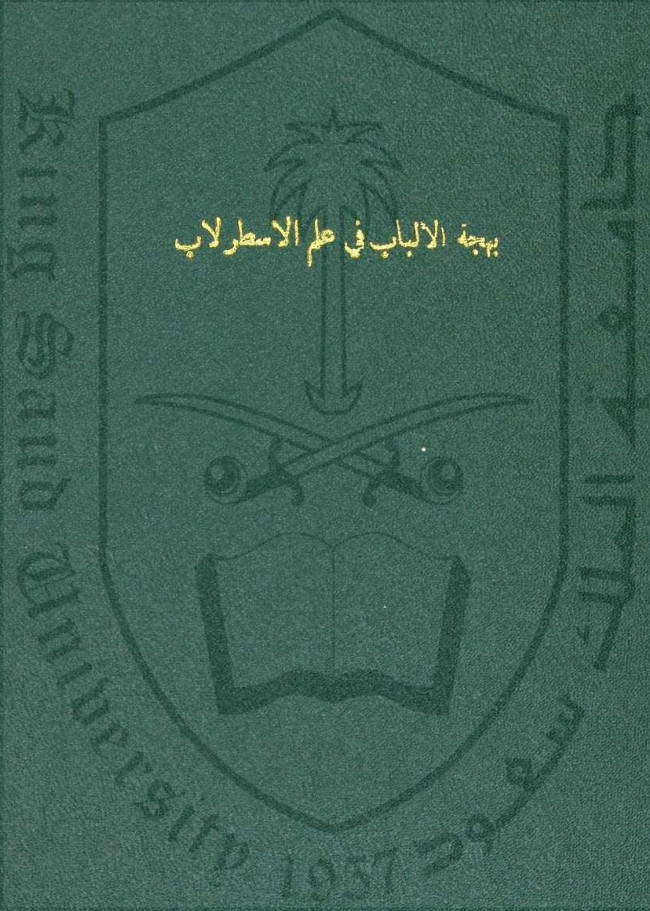 بهجة الالباب في علم الاسطرلاب
King Saud University 1957
جامعة الملك سعود